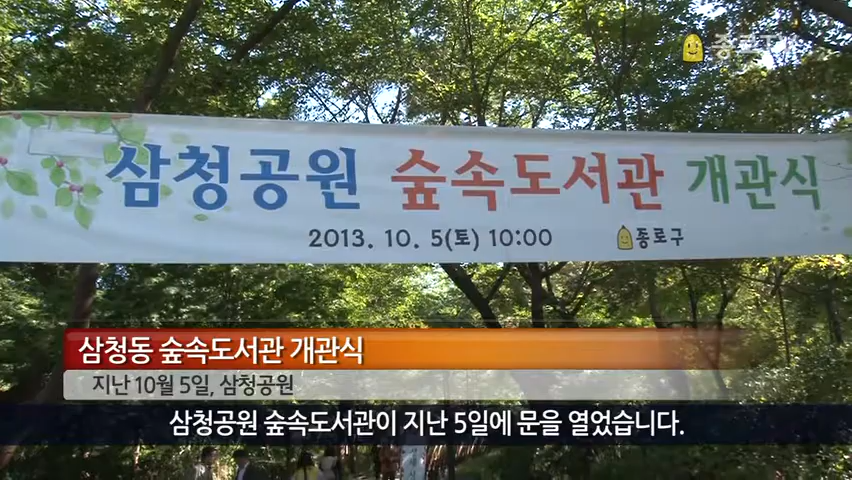 종로TV
삼청공원 숲속도서관 개관식
2013. 10. 5(토) 10:00 종로구
삼청동 숲속도서관 개관식
지난 10월 5일, 삼청공원
삼청공원 숲속도서관이 지난 5일에 문을 열었습니다.